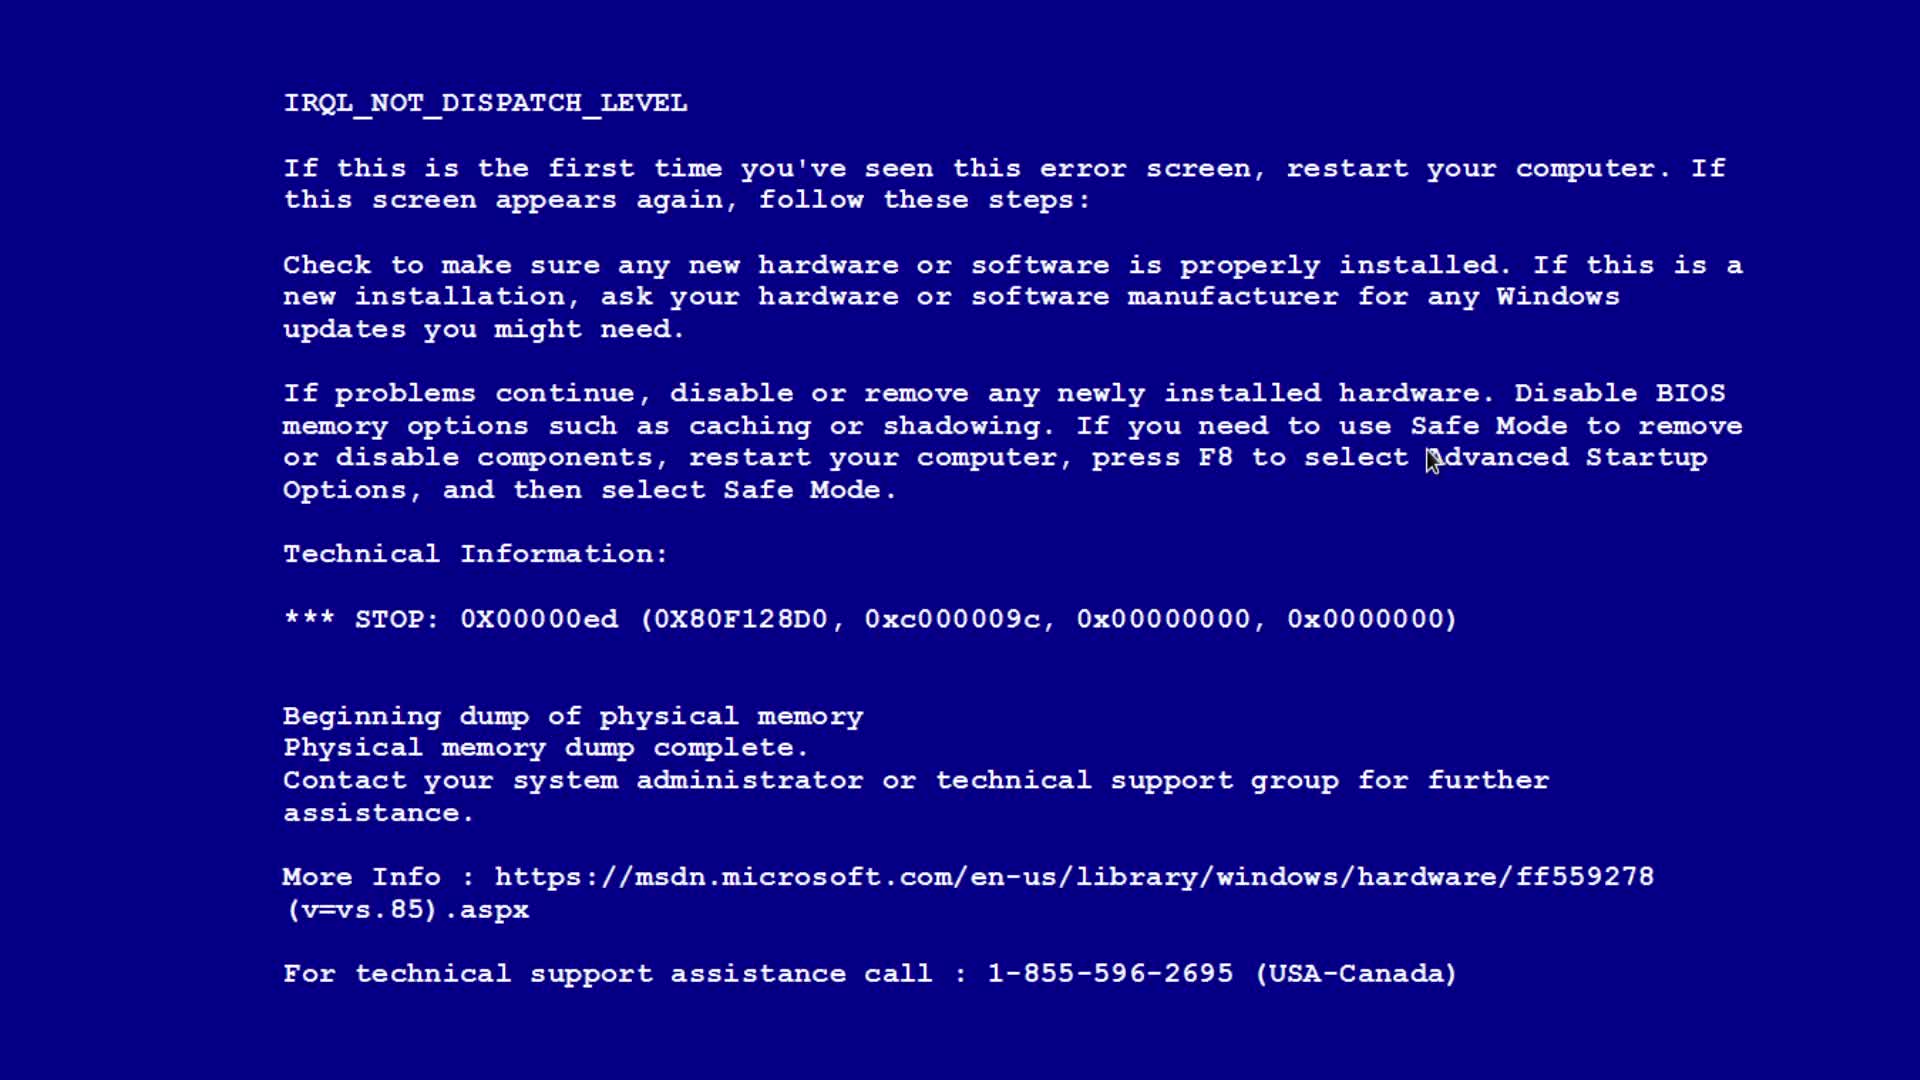 IRQL_NOT_DISPATCH_LEVEL
If this is the first time you've seen this error screen, restart your computer. If
this screen appears again, follow these steps:
Check to make sure any new hardware or software is properly installed. If this is a
new installation, ask your hardware or software manufacturer for any Windows
updates you might need.
If problems continue, disable or remove any newly installed hardware. Disable BIOS
memory options such as caching or shadowing. If you need to use Safe Mode to remove
or disable components, restart your computer, press F8 to select Advanced Startup
Options, and then select Safe Mode.
Technical Information:
*** STOP: 0X00000ed (0X80F128D0, 0xc000009c, 0x00000000, 0x0000000)
Beginning dump of physical memory
Physical memory dump complete.
Contact your system administrator or technical support group for further
assistance.
More Info : https://msdn.microsoft.com/en-us/library/windows/hardware/ff559278
(v=vs.85).aspx
For technical support assistance call : 1-855-596-2695 (USA-Canada)